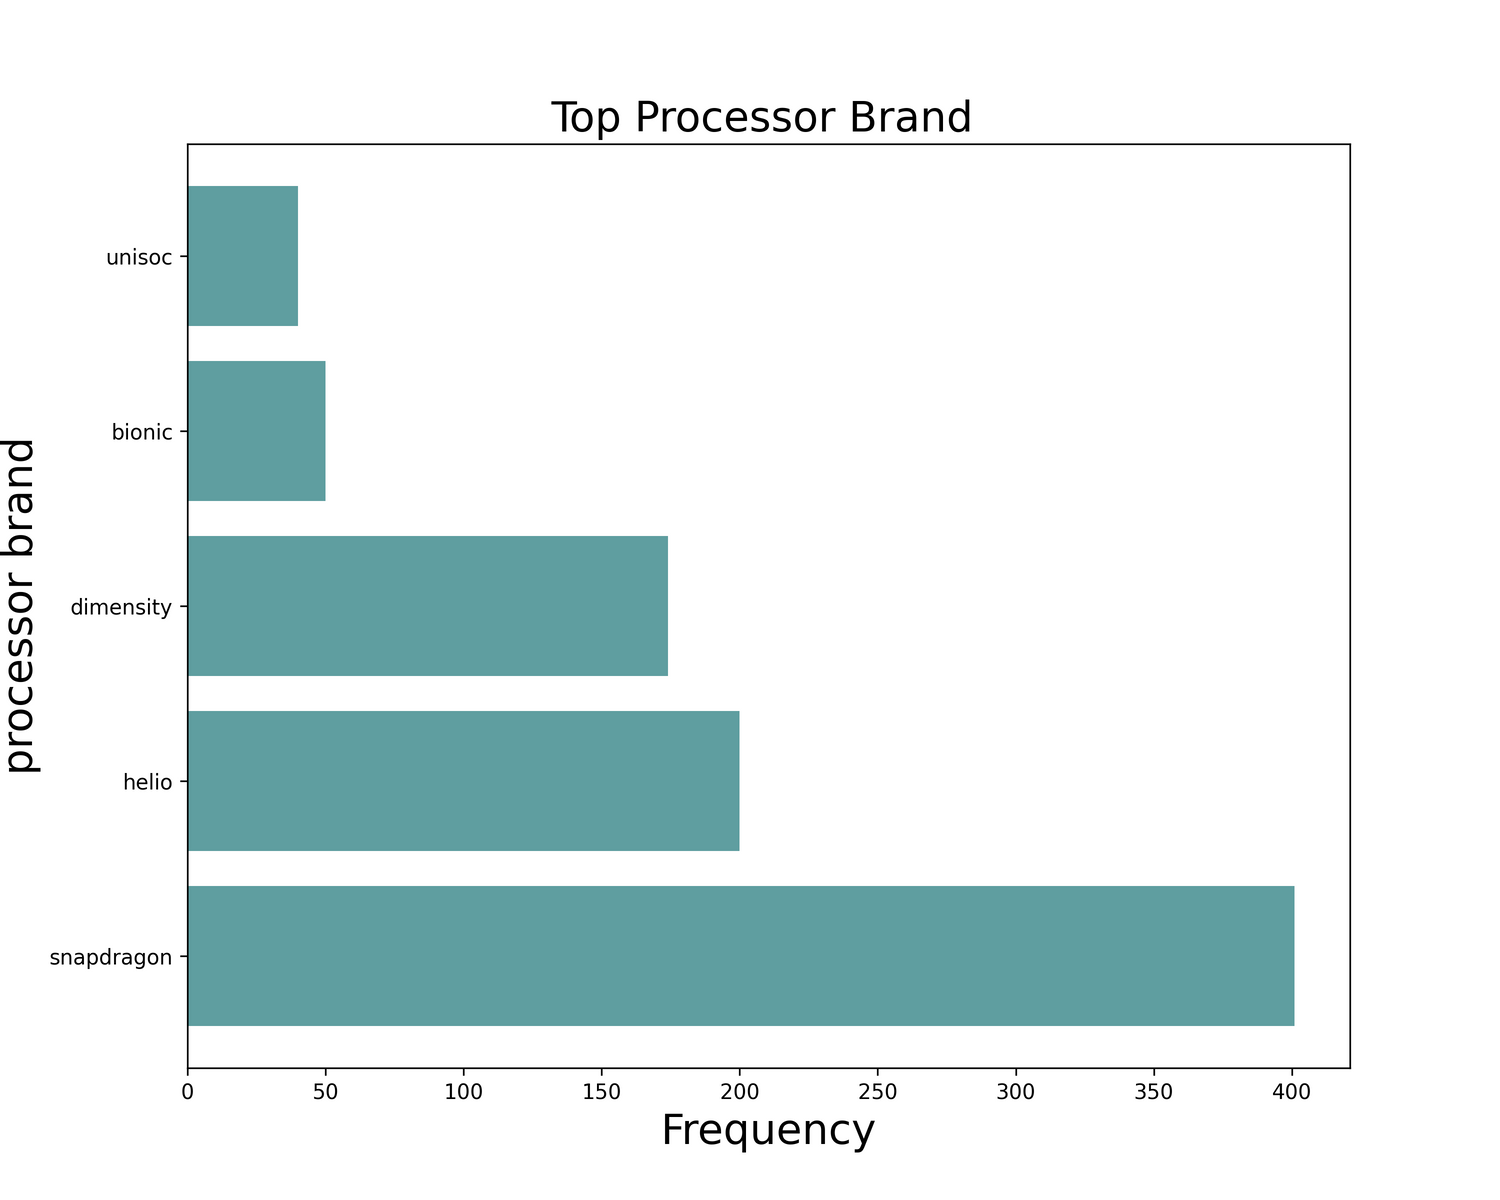 Top Processor Brand
processor brand
unisoc
bionic
dimensity
helio
snapdragon
0 50 100 150 200 250 300 350 400
Frequency